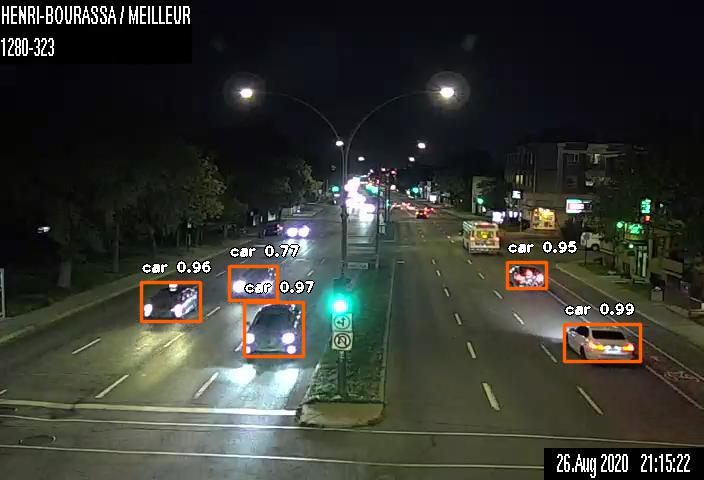 HENRI-BOURASSA / MEILLEUR
1280-323
car 0.77
car 0.95
car 0.96
car 0.97
car 0.99
26.Aug 2020 21:15:22